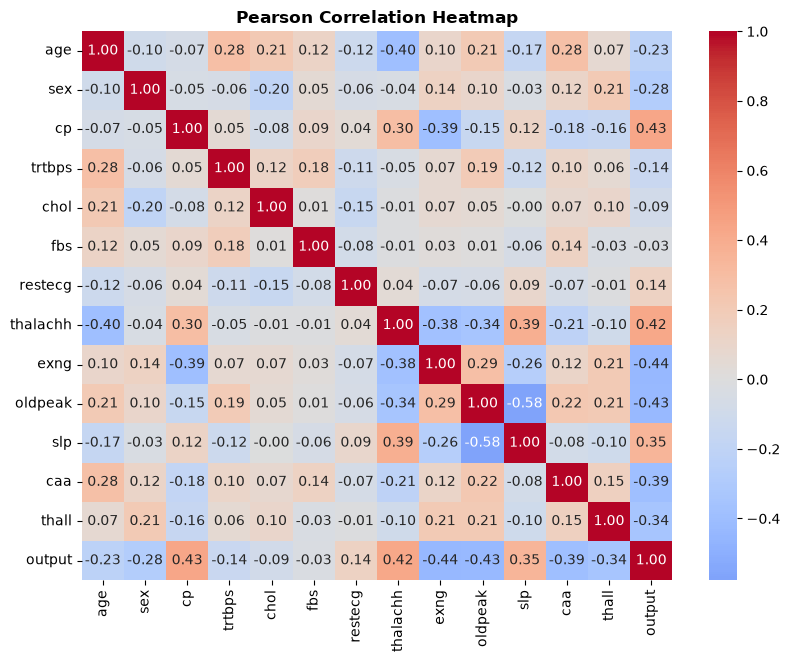 Pearson Correlation Heatmap
age 1.00 -0.10 -0.07 0.28 0.21 0.12 -0.12 -0.40 0.10 0.21 -0.17 0.28 0.07 -0.23
sex -0.10 1.00 -0.05 -0.06 -0.20 0.05 -0.06 -0.04 0.14 0.10 -0.03 0.12 0.21 -0.28
cp -0.07 -0.05 1.00 0.05 -0.08 0.09 0.04 0.30 -0.39 -0.15 0.12 -0.18 -0.16 0.43
trtbps 0.28 -0.06 0.05 1.00 0.12 0.18 -0.11 -0.05 0.07 0.19 -0.12 0.10 0.06 -0.14
chol 0.21 -0.20 -0.08 0.12 1.00 0.01 -0.15 -0.01 0.07 0.05 -0.00 0.07 0.10 -0.09
fbs 0.12 0.05 0.09 0.18 0.01 1.00 -0.08 -0.01 0.03 0.01 -0.06 0.14 -0.03 -0.03
restecg -0.12 -0.06 0.04 -0.11 -0.15 -0.08 1.00 0.04 -0.07 -0.06 0.09 -0.07 -0.01 0.14
thalachh -0.40 -0.04 0.30 -0.05 -0.01 -0.01 0.04 1.00 -0.38 -0.34 0.39 -0.21 -0.10 0.42
exng 0.10 0.14 -0.39 0.07 0.07 0.03 -0.07 -0.38 1.00 0.29 -0.26 0.12 0.21 -0.44
oldpeak 0.21 0.10 -0.15 0.19 0.05 0.01 -0.06 -0.34 0.29 1.00 -0.58 0.22 0.21 -0.43
slp -0.17 -0.03 0.12 -0.12 -0.00 -0.06 0.09 0.39 -0.26 -0.58 1.00 -0.08 -0.10 0.35
caa 0.28 0.12 -0.18 0.10 0.07 0.14 -0.07 -0.21 0.12 0.22 -0.08 1.00 0.15 -0.39
thall 0.07 0.21 -0.16 0.06 0.10 -0.03 -0.01 -0.10 0.21 0.21 -0.10 0.15 1.00 -0.34
output -0.23 -0.28 0.43 -0.14 -0.09 -0.03 0.14 0.42 -0.44 -0.43 0.35 -0.39 -0.34 1.00
age sex cp trtbps chol fbs restecg thalachh exng oldpeak slp caa thall output
1.0
0.8
0.6
0.4
0.2
0.0
−0.2
−0.4